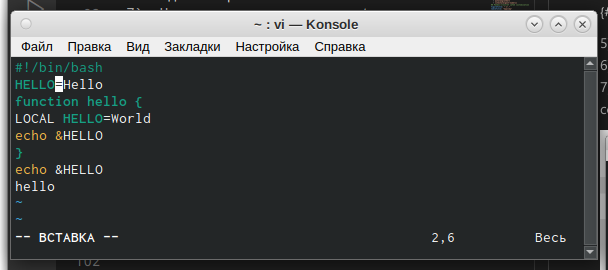 ~ : vi — Konsole
Файл Правка Вид Закладки Настройка Справка
#!/bin/bash
HELLO=Hello
function hello {
LOCAL HELLO=World
echo &HELLO
}
echo &HELLO
hello
~
~
-- ВСТАВКА -- 2,6 Весь
102